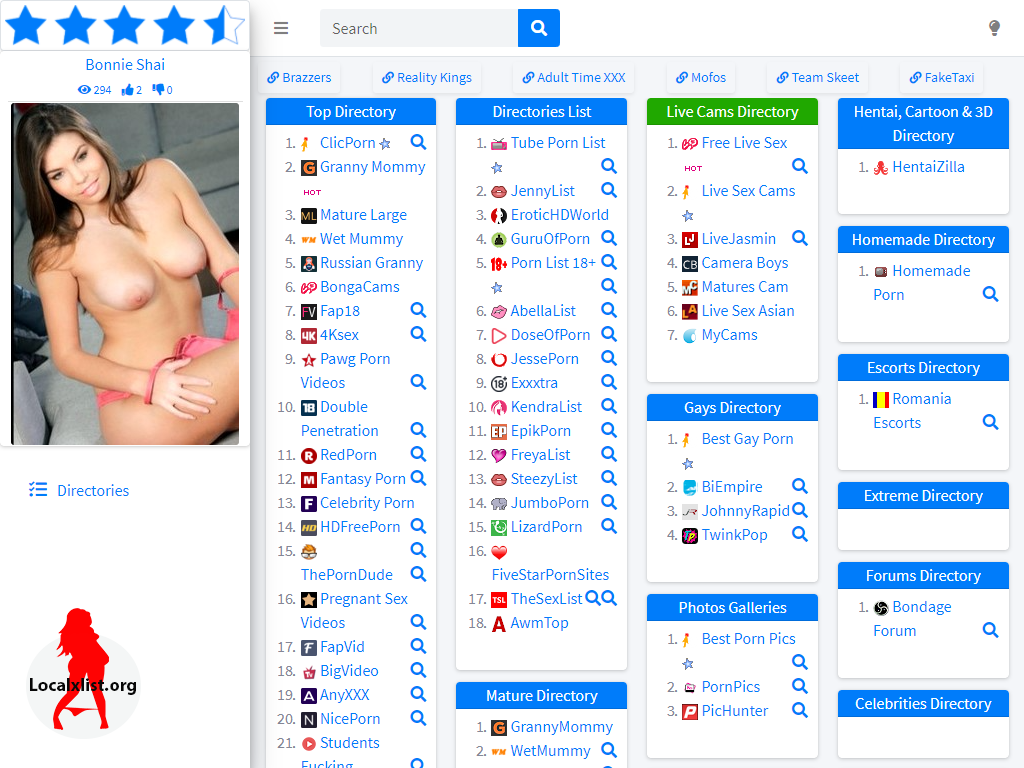 Bonnie Shai
294 2 0
Directories
Localxlist.org
Search
Brazzers
Reality Kings
Adult Time XXX
Mofos
Team Skeet
FakeTaxi
Top Directory
1. ClicPorn
2. Granny Mommy
HOT
3. Mature Large
4. Wet Mummy
5. Russian Granny
6. BongaCams
7. Fap18
8. 4Ksex
9. Pawg Porn
Videos
10. Double
Penetration
11. RedPorn
12. Fantasy Porn
13. Celebrity Porn
14. HDFreePorn
15.
ThePornDude
16. Pregnant Sex
Videos
17. FapVid
18. BigVideo
19. AnyXXX
20. NicePorn
21. Students
Fucking
Directories List
1. Tube Porn List
2. JennyList
3. EroticHDWorld
4. GuruOfPorn
5. Porn List 18+
6. AbellaList
7. DoseOfPorn
8. JessePorn
9. Exxxtra
10. KendraList
11. EpikPorn
12. FreyaList
13. SteezyList
14. JumboPorn
15. LizardPorn
16.
FiveStarPornSites
17. TheSexList
18. AwmTop
Mature Directory
1. GrannyMommy
2. WetMummy
Live Cams Directory
1. Free Live Sex
HOT
2. Live Sex Cams
3. LiveJasmin
4. Camera Boys
5. Matures Cam
6. Live Sex Asian
7. MyCams
Gays Directory
1. Best Gay Porn
2. BiEmpire
3. JohnnyRapid
4. TwinkPop
Photos Galleries
1. Best Porn Pics
2. PornPics
3. PicHunter
Hentai, Cartoon & 3D
Directory
1. HentaiZilla
Homemade Directory
1. Homemade
Porn
Escorts Directory
1. Romania
Escorts
Extreme Directory
Forums Directory
1. Bondage
Forum
Celebrities Directory